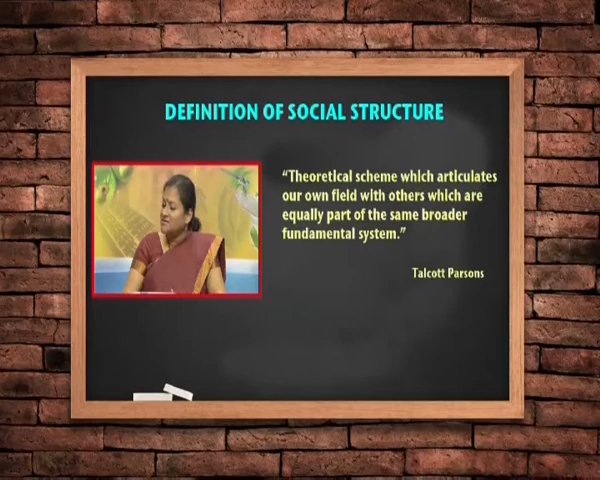 DEFINITION OF SOCIAL STRUCTURE
“Theoretical scheme which articulates
our own field with others which are
equally part of the same broader
fundamental system.”
Talcott Parsons